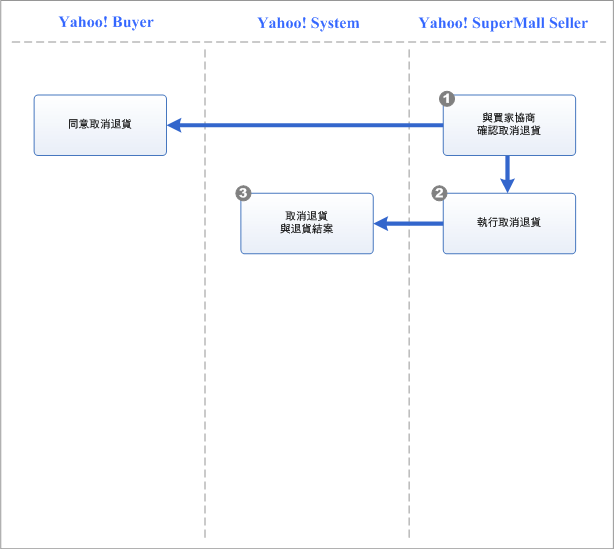 Yahoo! Buyer
Yahoo! System
Yahoo! SuperMall Seller
1
同意取消退貨
與買家協商
確認取消退貨
3
2
取消退貨
與退貨結案
執行取消退貨